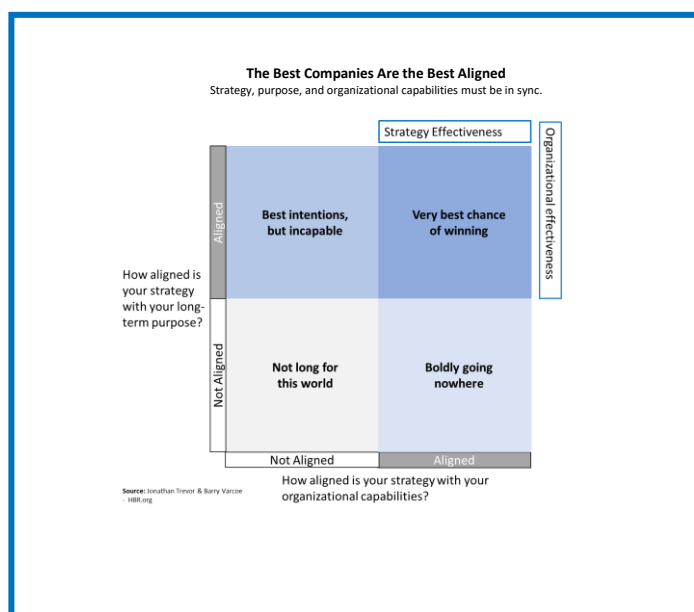 The Best Companies Are the Best Aligned
Strategy, purpose, and organizational capabilities must be in sync.
Strategy Effectiveness
Organizational effectiveness
Aligned
Best intentions,
but incapable
Very best chance
of winning
How aligned is
your strategy
with your long-
term purpose?
Not Aligned
Not long for
this world
Boldly going
nowhere
Not Aligned
Aligned
How aligned is your strategy with your
organizational capabilities?
Source: Jonathan Trevor & Barry Varcoe
- HBR.org